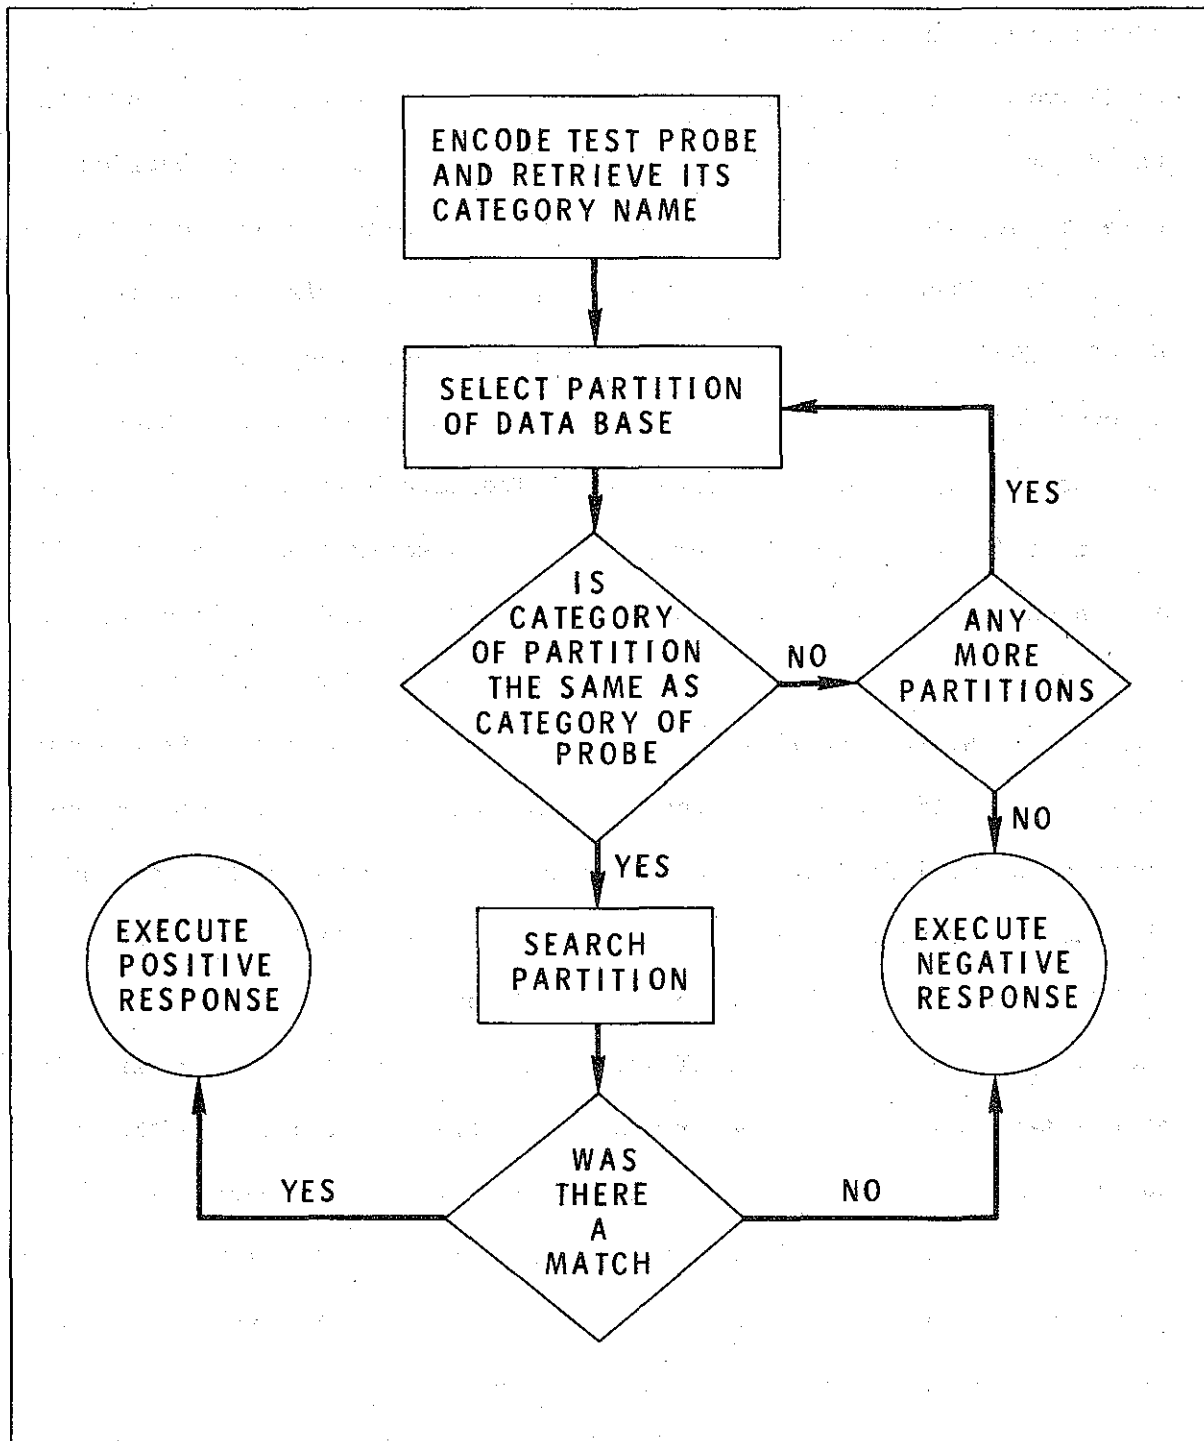 ENCODE TEST PROBE
AND RETRIEVE ITS
CATEGORY NAME
SELECT PARTITION
OF DATA BASE
YES
IS
CATEGORY
OF PARTITION
THE SAME AS
CATEGORY OF
PROBE
NO
ANY
MORE
PARTITIONS
NO
YES
EXECUTE
POSITIVE
RESPONSE
SEARCH
PARTITION
EXECUTE
NEGATIVE
RESPONSE
YES
WAS
THERE
A
MATCH
NO